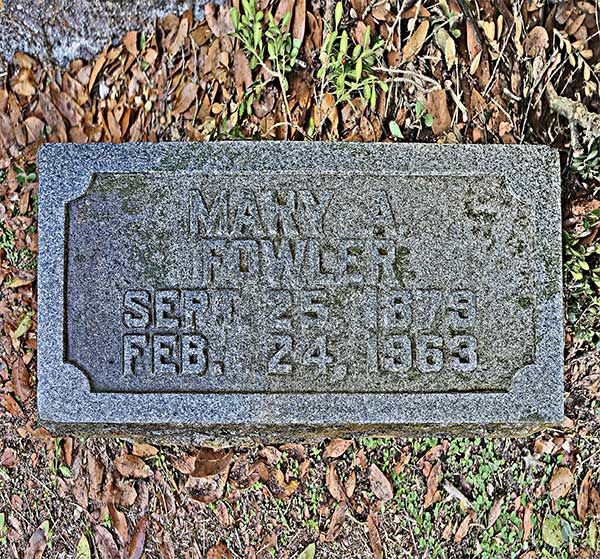 MARY A.
FOWLER
SEPT. 25, 1879
FEB. 24, 1963